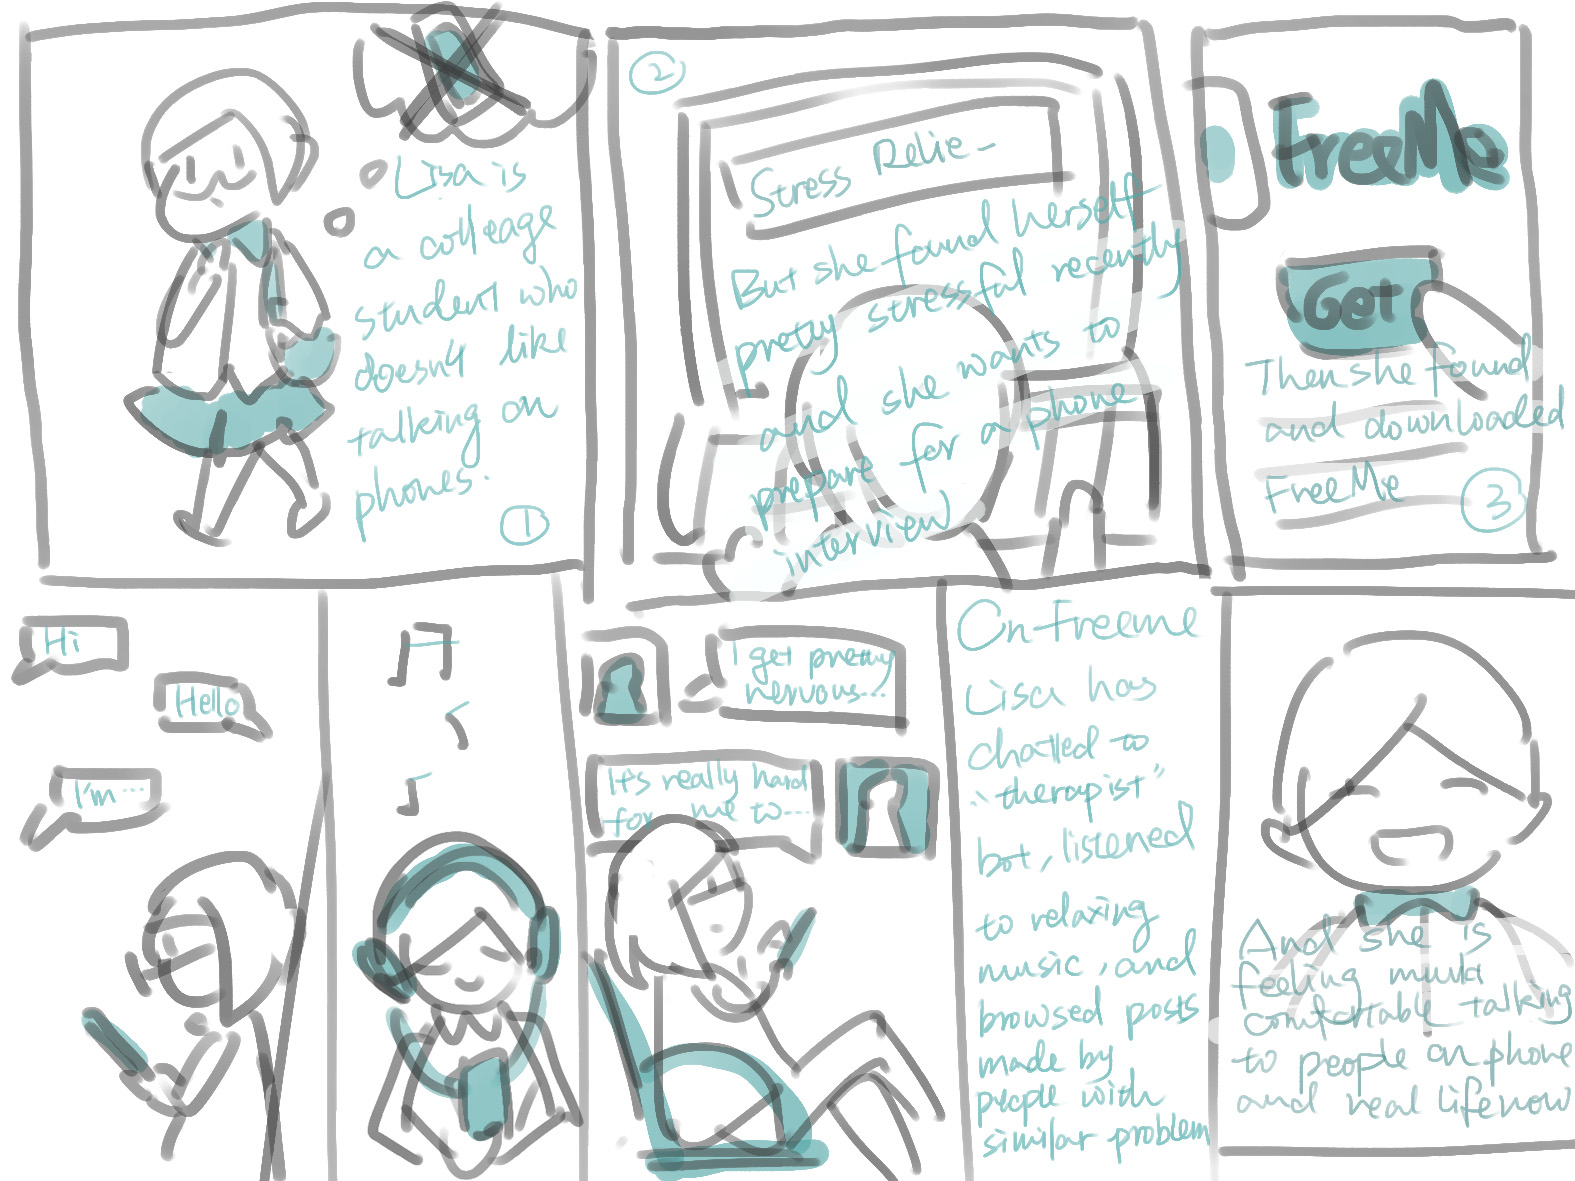 Lisa is
a colleage
student who
doesn't like
talking on
phones.
1
2
Stress Relie-
But she found herself
pretty stressful recently
and she wants to
prepare for a phone
interview
FreeMe
Get
Then she found
and downloaded
FreeMe
3
Hi
Hello
I'm...
I get pretty
nervous...
It's really hard
for me to...
On Freeme
Lisa has
chatted to
"therapist"
bot, listened
to relaxing
music, and
browsed posts
made by
people with
similar problem
And she is
feeling much
comfortable talking
to people on phone
and real life now